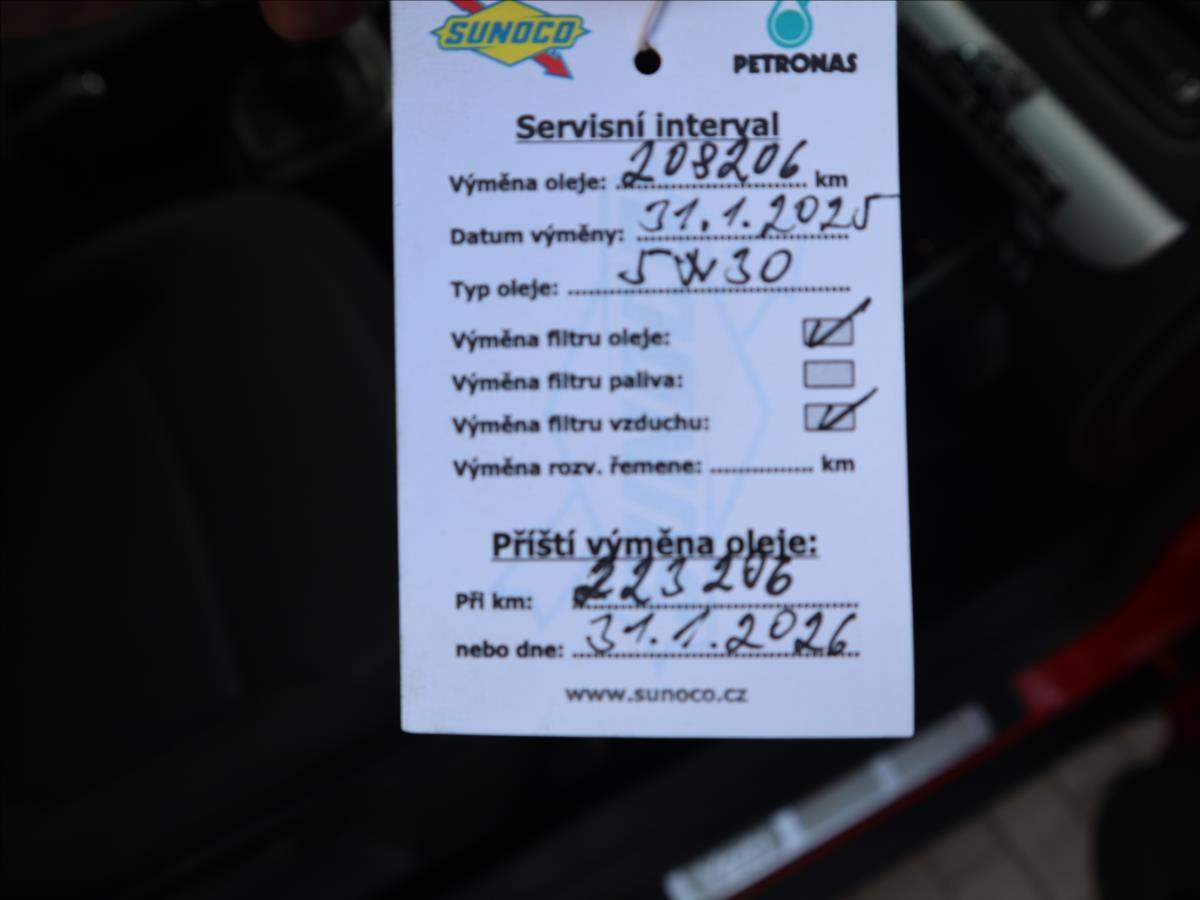 SUNOCO
PETRONAS
Servisní interval
Výměna oleje: 208206 km
Datum výměny: 31.1.2025
Typ oleje: 5W30
Výměna filtru oleje:
Výměna filtru paliva:
Výměna filtru vzduchu:
Výměna rozv. řemene: ............... km
Příští výměna oleje:
Při km: 223206
nebo dne: 31.1.2026
www.sunoco.cz